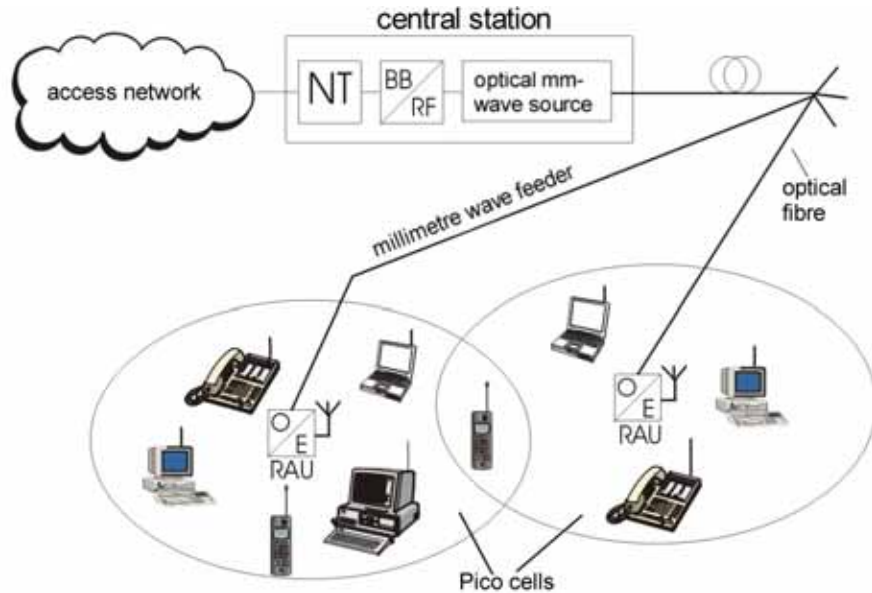 central station
access network
NT
BB
RF
optical mm-
wave source
optical
fibre
millimetre wave feeder
O
E
RAU
O
E
RAU
Pico cells